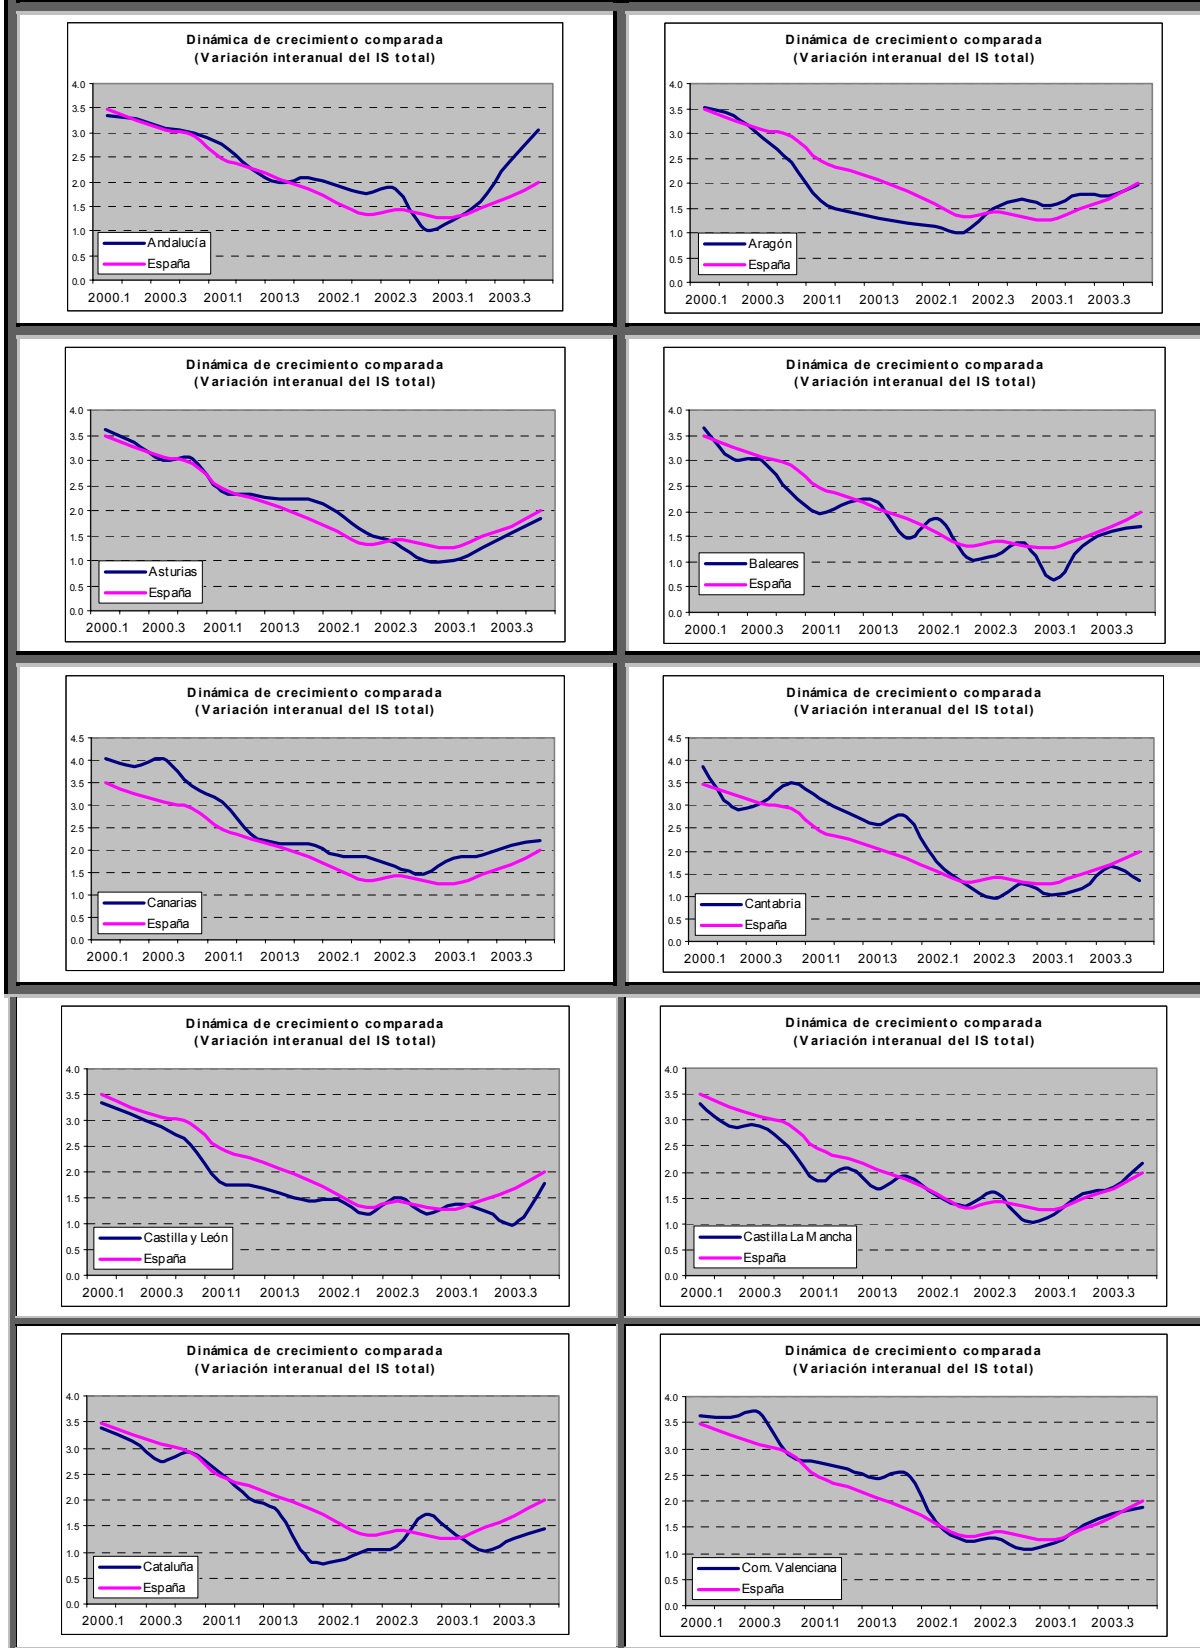 Dinámica de crecimiento comparada
(Variación interanual del IS total)
4.0
3.5
3.0
2.5
2.0
1.5
1.0
0.5
0.0
Andalucía
España
2000.1 2000.3 2001.1 2001.3 2002.1 2002.3 2003.1 2003.3
Dinámica de crecimiento comparada
(Variación interanual del IS total)
4.0
3.5
3.0
2.5
2.0
1.5
1.0
0.5
0.0
Aragón
España
2000.1 2000.3 2001.1 2001.3 2002.1 2002.3 2003.1 2003.3
Dinámica de crecimiento comparada
(Variación interanual del IS total)
4.0
3.5
3.0
2.5
2.0
1.5
1.0
0.5
0.0
Asturias
España
2000.1 2000.3 2001.1 2001.3 2002.1 2002.3 2003.1 2003.3
Dinámica de crecimiento comparada
(Variación interanual del IS total)
4.0
3.5
3.0
2.5
2.0
1.5
1.0
0.5
0.0
Baleares
España
2000.1 2000.3 2001.1 2001.3 2002.1 2002.3 2003.1 2003.3
Dinámica de crecimiento comparada
(Variación interanual del IS total)
4.5
4.0
3.5
3.0
2.5
2.0
1.5
1.0
0.5
0.0
Canarias
España
2000.1 2000.3 2001.1 2001.3 2002.1 2002.3 2003.1 2003.3
Dinámica de crecimiento comparada
(Variación interanual del IS total)
4.5
4.0
3.5
3.0
2.5
2.0
1.5
1.0
0.5
0.0
Cantabria
España
2000.1 2000.3 2001.1 2001.3 2002.1 2002.3 2003.1 2003.3
Dinámica de crecimiento comparada
(Variación interanual del IS total)
4.0
3.5
3.0
2.5
2.0
1.5
1.0
0.5
0.0
Castilla y León
España
2000.1 2000.3 2001.1 2001.3 2002.1 2002.3 2003.1 2003.3
Dinámica de crecimiento comparada
(Variación interanual del IS total)
4.0
3.5
3.0
2.5
2.0
1.5
1.0
0.5
0.0
Castilla La Mancha
España
2000.1 2000.3 2001.1 2001.3 2002.1 2002.3 2003.1 2003.3
Dinámica de crecimiento comparada
(Variación interanual del IS total)
4.0
3.5
3.0
2.5
2.0
1.5
1.0
0.5
0.0
Cataluña
España
2000.1 2000.3 2001.1 2001.3 2002.1 2002.3 2003.1 2003.3
Dinámica de crecimiento comparada
(Variación interanual del IS total)
4.0
3.5
3.0
2.5
2.0
1.5
1.0
0.5
0.0
Com. Valenciana
España
2000.1 2000.3 2001.1 2001.3 2002.1 2002.3 2003.1 2003.3